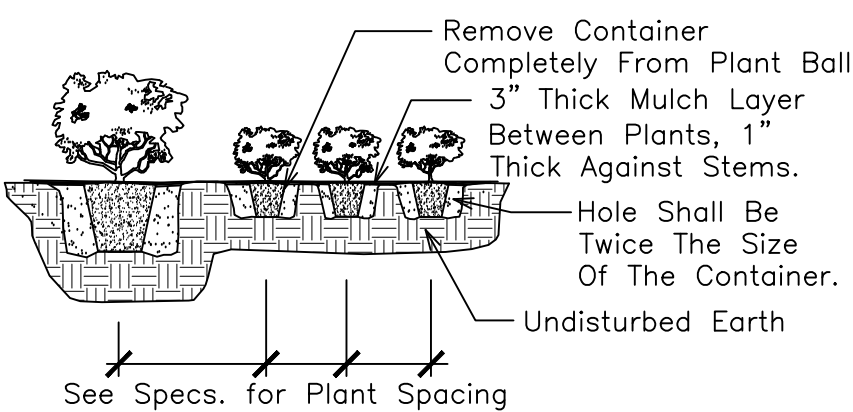 Remove Container
Completely From Plant Ball
3” Thick Mulch Layer
Between Plants, 1”
Thick Against Stems.
Hole Shall Be
Twice The Size
Of The Container.
Undisturbed Earth
See Specs. for Plant Spacing